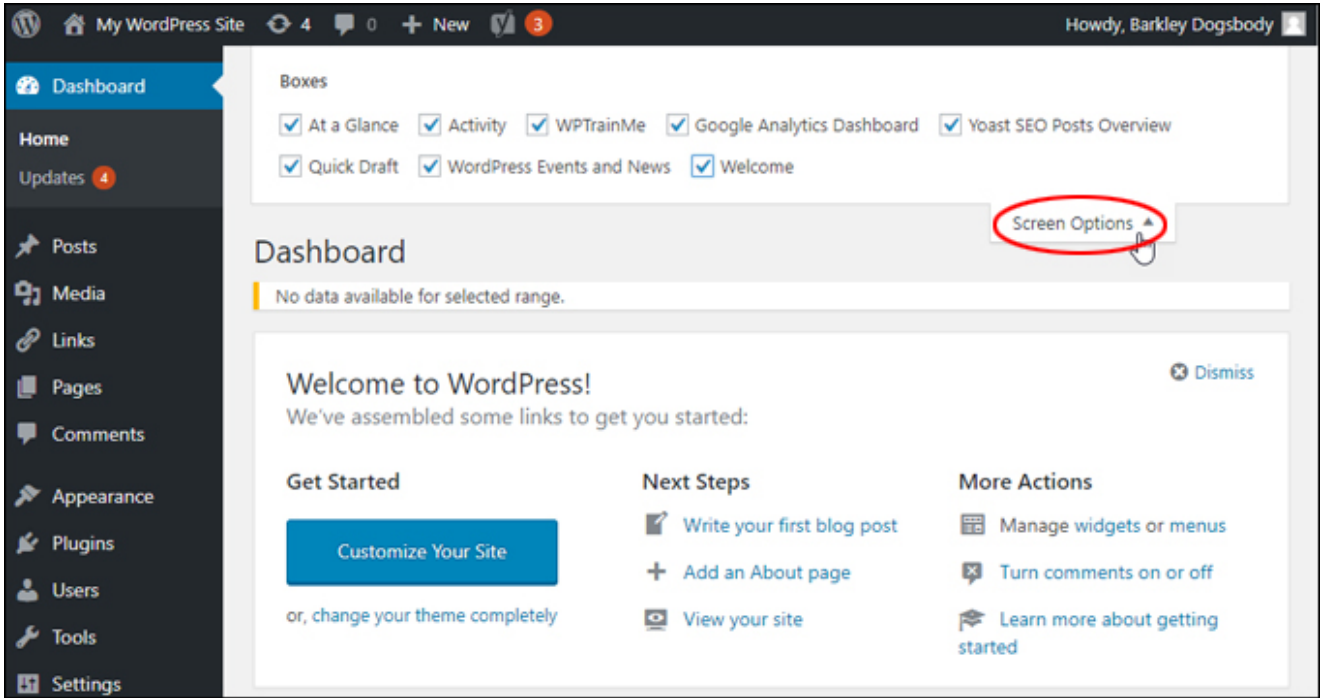 My WordPress Site 4 0 New 3 Howdy, Barkley Dogsbody
Dashboard
Home
Updates 4
Posts
Media
Links
Pages
Comments
Appearance
Plugins
Users
Tools
Settings
Boxes
At a Glance Activity WPTrainMe Google Analytics Dashboard Yoast SEO Posts Overview
Quick Draft WordPress Events and News Welcome
Screen Options
Dashboard
No data available for selected range.
Dismiss
Welcome to WordPress!
We've assembled some links to get you started:
Get Started
Customize Your Site
or, change your theme completely
Next Steps
Write your first blog post
Add an About page
View your site
More Actions
Manage widgets or menus
Turn comments on or off
Learn more about getting
started